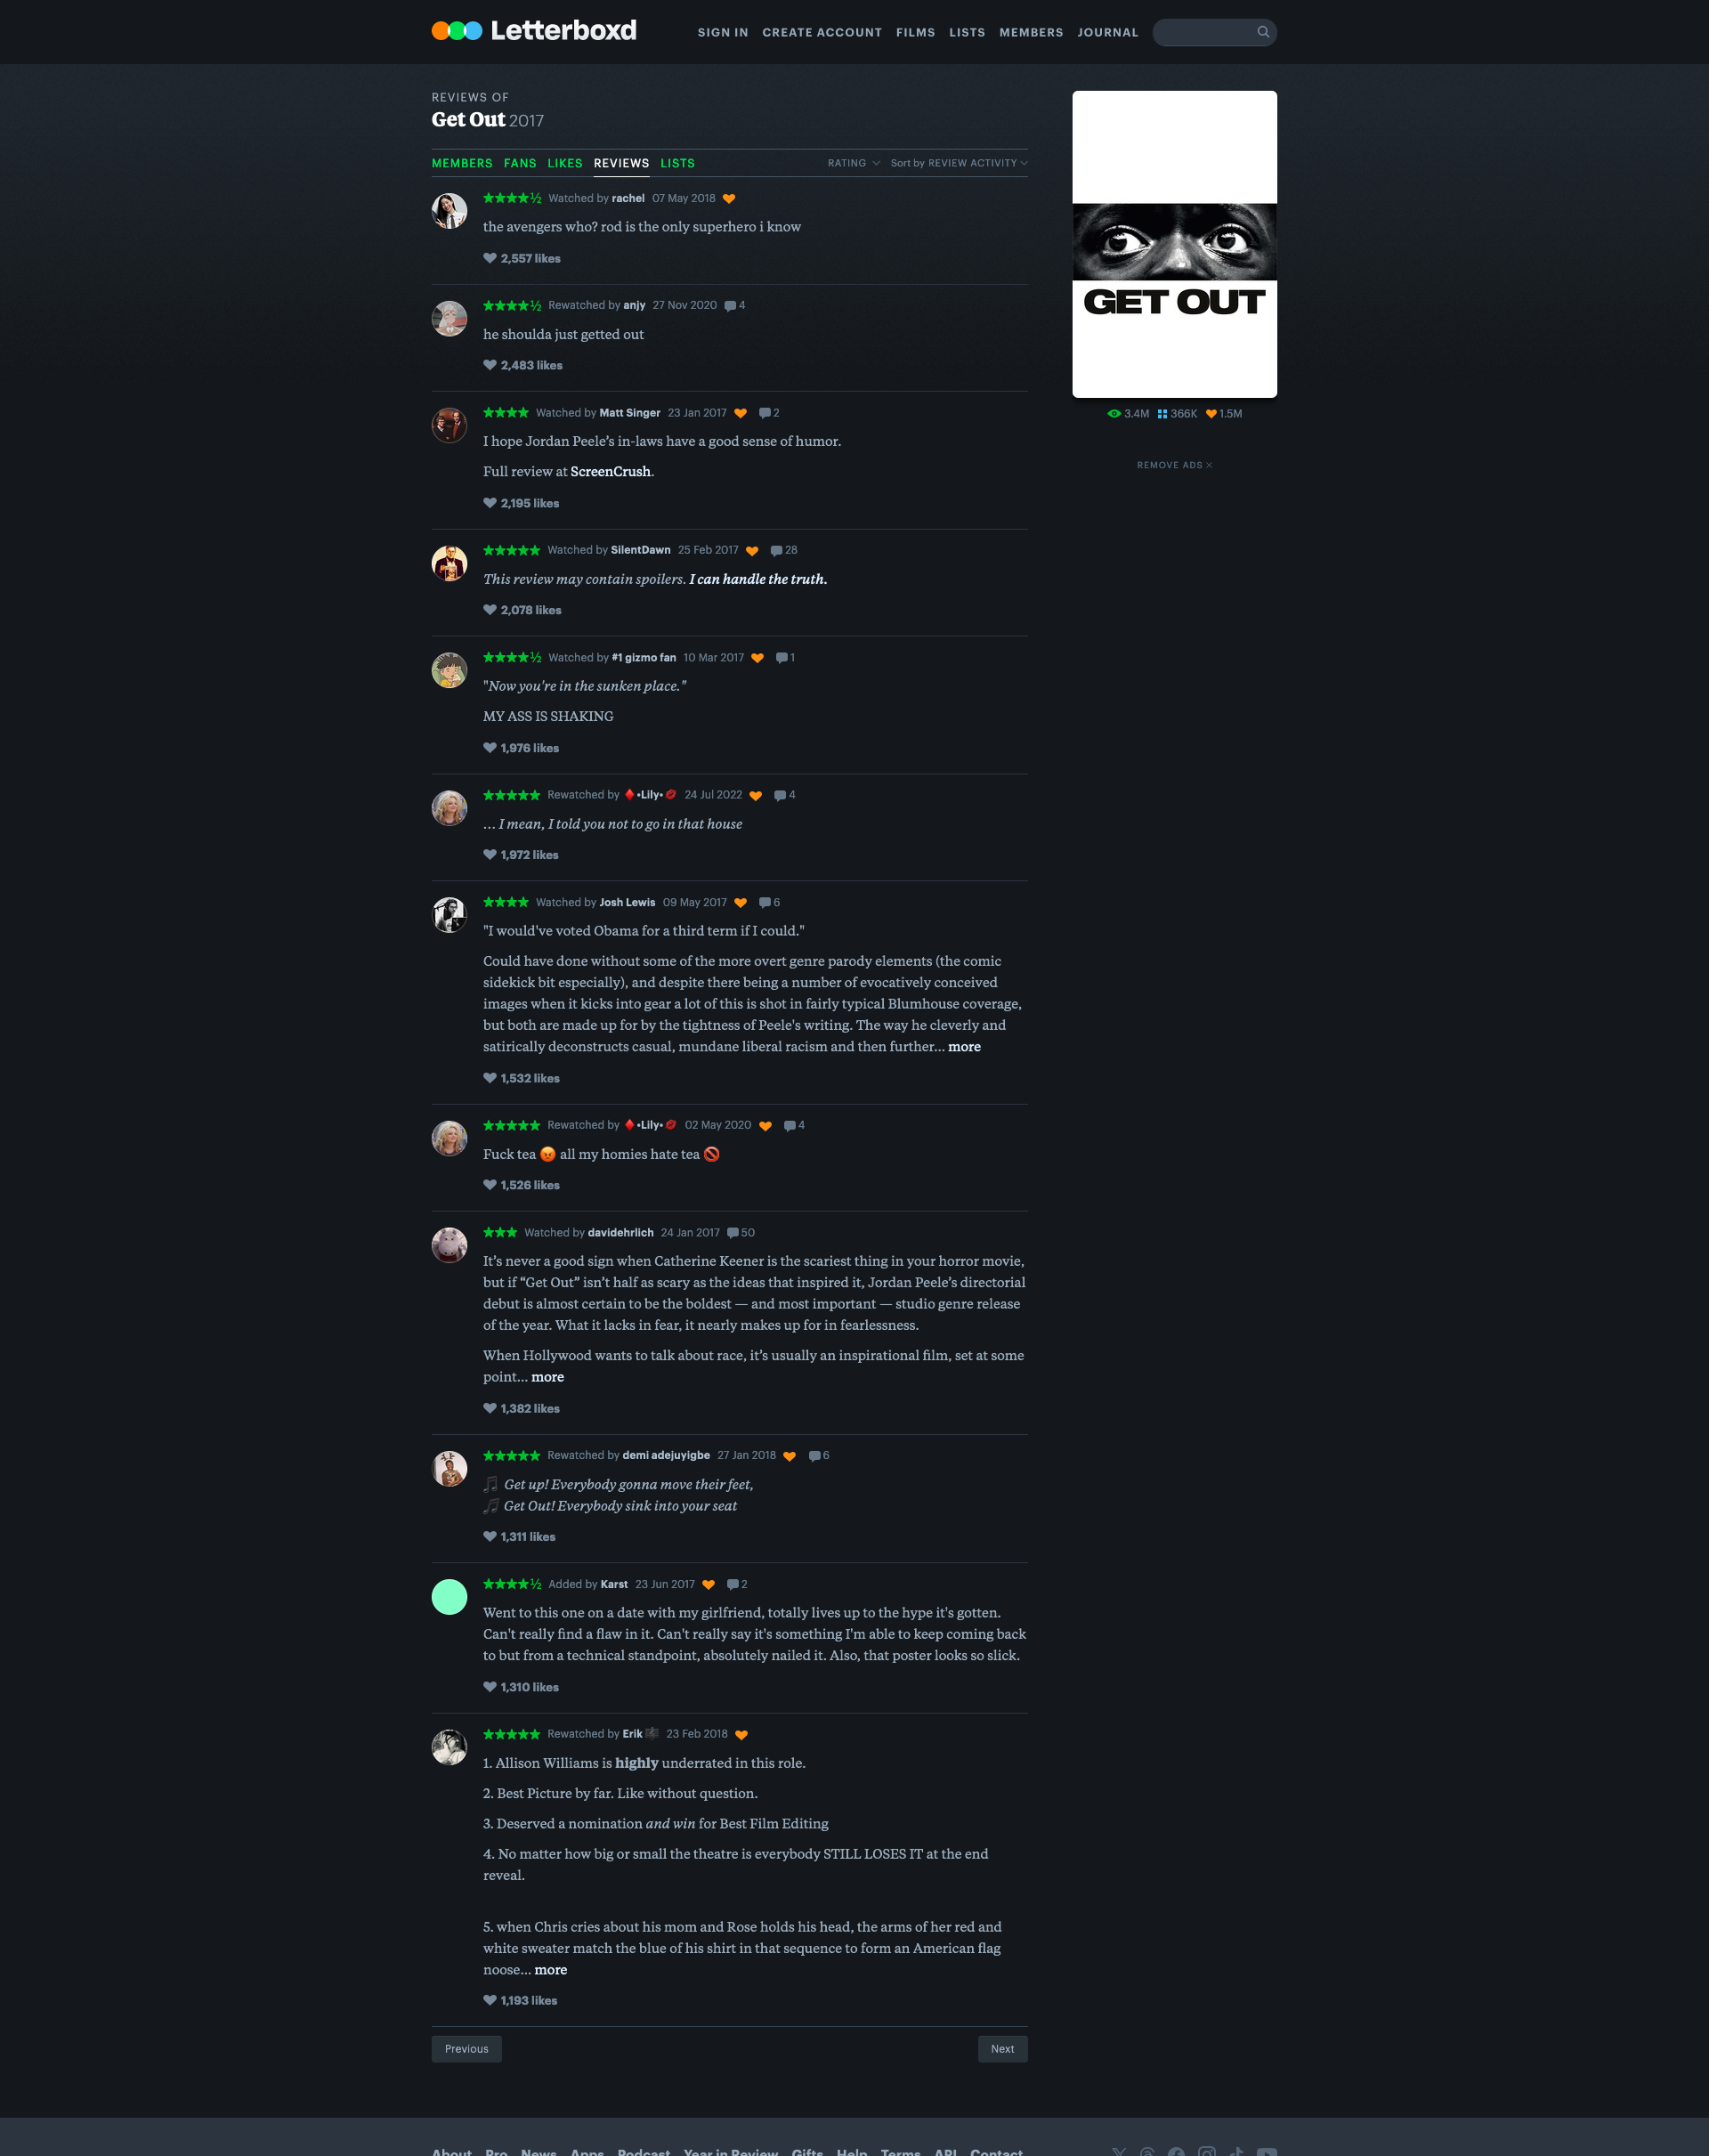 Letterboxd
SIGN IN CREATE ACCOUNT FILMS LISTS MEMBERS JOURNAL
REVIEWS OF
Get Out 2017
MEMBERS FANS LIKES REVIEWS LISTS RATING Sort by REVIEW ACTIVITY
★★★★½ Watched by rachel 07 May 2018
the avengers who? rod is the only superhero i know
2,557 likes
★★★★½ Rewatched by anjy 27 Nov 2020 4
he shoulda just getted out
2,483 likes
★★★★ Watched by Matt Singer 23 Jan 2017 2
I hope Jordan Peele’s in-laws have a good sense of humor.
Full review at ScreenCrush.
2,195 likes
★★★★★ Watched by SilentDawn 25 Feb 2017 28
This review may contain spoilers. I can handle the truth.
2,078 likes
★★★★½ Watched by #1 gizmo fan 10 Mar 2017 1
"Now you're in the sunken place."
MY ASS IS SHAKING
1,976 likes
★★★★★ Rewatched by ♦️•Lily•💋 24 Jul 2022 4
… I mean, I told you not to go in that house
1,972 likes
★★★★ Watched by Josh Lewis 09 May 2017 6
"I would've voted Obama for a third term if I could."
Could have done without some of the more overt genre parody elements (the comic
sidekick bit especially), and despite there being a number of evocatively conceived
images when it kicks into gear a lot of this is shot in fairly typical Blumhouse coverage,
but both are made up for by the tightness of Peele's writing. The way he cleverly and
satirically deconstructs casual, mundane liberal racism and then further… more
1,532 likes
★★★★★ Rewatched by ♦️•Lily•💋 02 May 2020 4
Fuck tea 😡 all my homies hate tea 🚫
1,526 likes
★★★ Watched by davidehrlich 24 Jan 2017 50
It’s never a good sign when Catherine Keener is the scariest thing in your horror movie,
but if “Get Out” isn’t half as scary as the ideas that inspired it, Jordan Peele’s directorial
debut is almost certain to be the boldest — and most important — studio genre release
of the year. What it lacks in fear, it nearly makes up for in fearlessness.
When Hollywood wants to talk about race, it’s usually an inspirational film, set at some
point… more
1,382 likes
★★★★★ Rewatched by demi adejuyigbe 27 Jan 2018 6
🎵 Get up! Everybody gonna move their feet,
🎵 Get Out! Everybody sink into your seat
1,311 likes
★★★★½ Added by Karst 23 Jun 2017 2
Went to this one on a date with my girlfriend, totally lives up to the hype it's gotten.
Can't really find a flaw in it. Can't really say it's something I'm able to keep coming back
to but from a technical standpoint, absolutely nailed it. Also, that poster looks so slick.
1,310 likes
★★★★★ Rewatched by Erik 23 Feb 2018
1. Allison Williams is highly underrated in this role.
2. Best Picture by far. Like without question.
3. Deserved a nomination and win for Best Film Editing
4. No matter how big or small the theatre is everybody STILL LOSES IT at the end
reveal.
5. when Chris cries about his mom and Rose holds his head, the arms of her red and
white sweater match the blue of his shirt in that sequence to form an American flag
noose… more
1,193 likes
Previous Next
GET OUT
3.4M 366K 1.5M
REMOVE ADS
About Pro News Apps Podcast Year in Review Gifts Help Terms API Contact